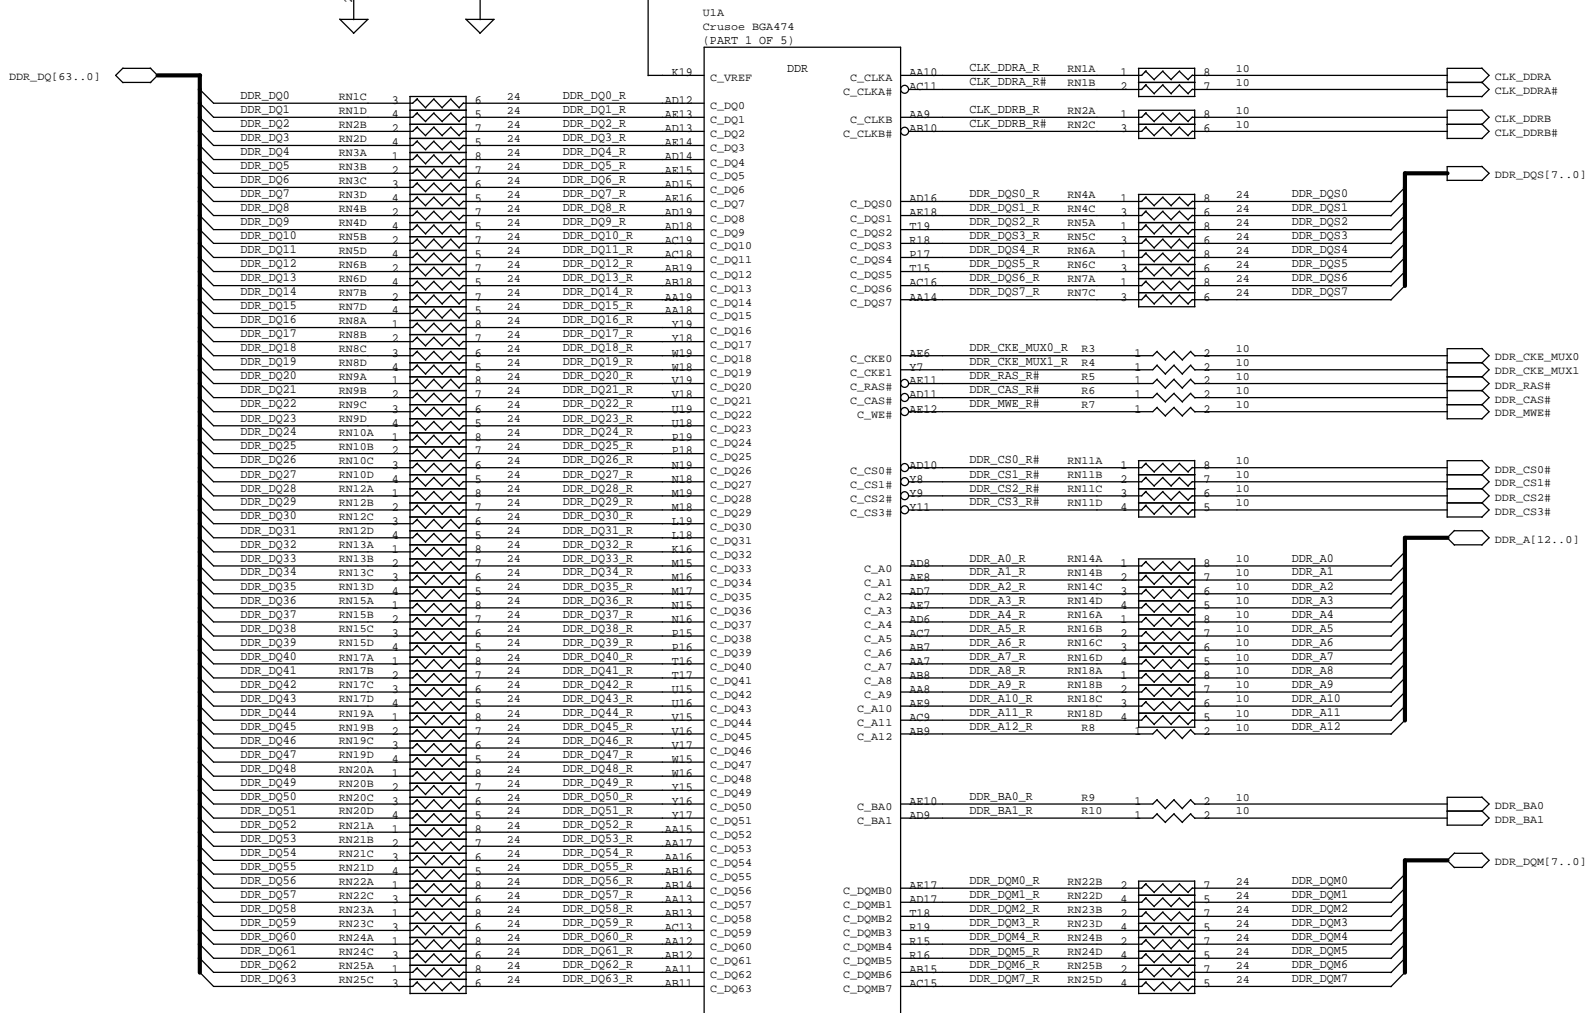 U1A
Crusoe BGA474
(PART 1 OF 5)
DDR
DDR_DQ[63..0]
K19 C_VREF
DDR_DQ0 RN1C 3 6 24 DDR_DQ0_R AD12 C_DQ0
DDR_DQ1 RN1D 4 5 24 DDR_DQ1_R AE13 C_DQ1
DDR_DQ2 RN2B 2 7 24 DDR_DQ2_R AD13 C_DQ2
DDR_DQ3 RN2D 4 5 24 DDR_DQ3_R AE14 C_DQ3
DDR_DQ4 RN3A 1 8 24 DDR_DQ4_R AD14 C_DQ4
DDR_DQ5 RN3B 2 7 24 DDR_DQ5_R AE15 C_DQ5
DDR_DQ6 RN3C 3 6 24 DDR_DQ6_R AD15 C_DQ6
DDR_DQ7 RN3D 4 5 24 DDR_DQ7_R AE16 C_DQ7
DDR_DQ8 RN4B 2 7 24 DDR_DQ8_R AD19 C_DQ8
DDR_DQ9 RN4D 4 5 24 DDR_DQ9_R AD18 C_DQ9
DDR_DQ10 RN5B 2 7 24 DDR_DQ10_R AC19 C_DQ10
DDR_DQ11 RN5D 4 5 24 DDR_DQ11_R AC18 C_DQ11
DDR_DQ12 RN6B 2 7 24 DDR_DQ12_R AB19 C_DQ12
DDR_DQ13 RN6D 4 5 24 DDR_DQ13_R AB18 C_DQ13
DDR_DQ14 RN7B 2 7 24 DDR_DQ14_R AA19 C_DQ14
DDR_DQ15 RN7D 4 5 24 DDR_DQ15_R AA18 C_DQ15
DDR_DQ16 RN8A 1 8 24 DDR_DQ16_R Y19 C_DQ16
DDR_DQ17 RN8B 2 7 24 DDR_DQ17_R Y18 C_DQ17
DDR_DQ18 RN8C 3 6 24 DDR_DQ18_R W19 C_DQ18
DDR_DQ19 RN8D 4 5 24 DDR_DQ19_R W18 C_DQ19
DDR_DQ20 RN9A 1 8 24 DDR_DQ20_R V19 C_DQ20
DDR_DQ21 RN9B 2 7 24 DDR_DQ21_R V18 C_DQ21
DDR_DQ22 RN9C 3 6 24 DDR_DQ22_R U19 C_DQ22
DDR_DQ23 RN9D 4 5 24 DDR_DQ23_R U18 C_DQ23
DDR_DQ24 RN10A 1 8 24 DDR_DQ24_R P19 C_DQ24
DDR_DQ25 RN10B 2 7 24 DDR_DQ25_R P18 C_DQ25
DDR_DQ26 RN10C 3 6 24 DDR_DQ26_R N19 C_DQ26
DDR_DQ27 RN10D 4 5 24 DDR_DQ27_R N18 C_DQ27
DDR_DQ28 RN12A 1 8 24 DDR_DQ28_R M19 C_DQ28
DDR_DQ29 RN12B 2 7 24 DDR_DQ29_R M18 C_DQ29
DDR_DQ30 RN12C 3 6 24 DDR_DQ30_R L19 C_DQ30
DDR_DQ31 RN12D 4 5 24 DDR_DQ31_R L18 C_DQ31
DDR_DQ32 RN13A 1 8 24 DDR_DQ32_R K16 C_DQ32
DDR_DQ33 RN13B 2 7 24 DDR_DQ33_R M15 C_DQ33
DDR_DQ34 RN13C 3 6 24 DDR_DQ34_R M16 C_DQ34
DDR_DQ35 RN13D 4 5 24 DDR_DQ35_R M17 C_DQ35
DDR_DQ36 RN15A 1 8 24 DDR_DQ36_R N15 C_DQ36
DDR_DQ37 RN15B 2 7 24 DDR_DQ37_R N16 C_DQ37
DDR_DQ38 RN15C 3 6 24 DDR_DQ38_R P15 C_DQ38
DDR_DQ39 RN15D 4 5 24 DDR_DQ39_R P16 C_DQ39
DDR_DQ40 RN17A 1 8 24 DDR_DQ40_R T16 C_DQ40
DDR_DQ41 RN17B 2 7 24 DDR_DQ41_R T17 C_DQ41
DDR_DQ42 RN17C 3 6 24 DDR_DQ42_R U15 C_DQ42
DDR_DQ43 RN17D 4 5 24 DDR_DQ43_R U16 C_DQ43
DDR_DQ44 RN19A 1 8 24 DDR_DQ44_R V15 C_DQ44
DDR_DQ45 RN19B 2 7 24 DDR_DQ45_R V16 C_DQ45
DDR_DQ46 RN19C 3 6 24 DDR_DQ46_R V17 C_DQ46
DDR_DQ47 RN19D 4 5 24 DDR_DQ47_R W15 C_DQ47
DDR_DQ48 RN20A 1 8 24 DDR_DQ48_R W16 C_DQ48
DDR_DQ49 RN20B 2 7 24 DDR_DQ49_R Y15 C_DQ49
DDR_DQ50 RN20C 3 6 24 DDR_DQ50_R Y16 C_DQ50
DDR_DQ51 RN20D 4 5 24 DDR_DQ51_R Y17 C_DQ51
DDR_DQ52 RN21A 1 8 24 DDR_DQ52_R AA15 C_DQ52
DDR_DQ53 RN21B 2 7 24 DDR_DQ53_R AA17 C_DQ53
DDR_DQ54 RN21C 3 6 24 DDR_DQ54_R AA16 C_DQ54
DDR_DQ55 RN21D 4 5 24 DDR_DQ55_R AB16 C_DQ55
DDR_DQ56 RN22A 1 8 24 DDR_DQ56_R AB14 C_DQ56
DDR_DQ57 RN22C 3 6 24 DDR_DQ57_R AA13 C_DQ57
DDR_DQ58 RN23A 1 8 24 DDR_DQ58_R AB13 C_DQ58
DDR_DQ59 RN23C 3 6 24 DDR_DQ59_R AC13 C_DQ59
DDR_DQ60 RN24A 1 8 24 DDR_DQ60_R AA12 C_DQ60
DDR_DQ61 RN24C 3 6 24 DDR_DQ61_R AB12 C_DQ61
DDR_DQ62 RN25A 1 8 24 DDR_DQ62_R AA11 C_DQ62
DDR_DQ63 RN25C 3 6 24 DDR_DQ63_R AB11 C_DQ63
C_CLKA AA10 CLK_DDRA_R RN1A 1 8 10 CLK_DDRA
C_CLKA# AC11 CLK_DDRA_R# RN1B 2 7 10 CLK_DDRA#
C_CLKB AA9 CLK_DDRB_R RN2A 1 8 10 CLK_DDRB
C_CLKB# AB10 CLK_DDRB_R# RN2C 3 6 10 CLK_DDRB#
DDR_DQS[7..0]
C_DQS0 AD16 DDR_DQS0_R RN4A 1 8 24 DDR_DQS0
C_DQS1 AE18 DDR_DQS1_R RN4C 3 6 24 DDR_DQS1
C_DQS2 T19 DDR_DQS2_R RN5A 1 8 24 DDR_DQS2
C_DQS3 R18 DDR_DQS3_R RN5C 3 6 24 DDR_DQS3
C_DQS4 P17 DDR_DQS4_R RN6A 1 8 24 DDR_DQS4
C_DQS5 T15 DDR_DQS5_R RN6C 3 6 24 DDR_DQS5
C_DQS6 AC16 DDR_DQS6_R RN7A 1 8 24 DDR_DQS6
C_DQS7 AA14 DDR_DQS7_R RN7C 3 6 24 DDR_DQS7
C_CKE0 AE6 DDR_CKE_MUX0_R R3 1 2 10 DDR_CKE_MUX0
C_CKE1 Y7 DDR_CKE_MUX1_R R4 1 2 10 DDR_CKE_MUX1
C_RAS# AE11 DDR_RAS_R# R5 1 2 10 DDR_RAS#
C_CAS# AD11 DDR_CAS_R# R6 1 2 10 DDR_CAS#
C_WE# AE12 DDR_MWE_R# R7 1 2 10 DDR_MWE#
C_CS0# AD10 DDR_CS0_R# RN11A 1 8 10 DDR_CS0#
C_CS1# Y8 DDR_CS1_R# RN11B 2 7 10 DDR_CS1#
C_CS2# Y9 DDR_CS2_R# RN11C 3 6 10 DDR_CS2#
C_CS3# Y11 DDR_CS3_R# RN11D 4 5 10 DDR_CS3#
DDR_A[12..0]
C_A0 AD8 DDR_A0_R RN14A 1 8 10 DDR_A0
C_A1 AE8 DDR_A1_R RN14B 2 7 10 DDR_A1
C_A2 AD7 DDR_A2_R RN14C 3 6 10 DDR_A2
C_A3 AE7 DDR_A3_R RN14D 4 5 10 DDR_A3
C_A4 AD6 DDR_A4_R RN16A 1 8 10 DDR_A4
C_A5 AC7 DDR_A5_R RN16B 2 7 10 DDR_A5
C_A6 AB7 DDR_A6_R RN16C 3 6 10 DDR_A6
C_A7 AA7 DDR_A7_R RN16D 4 5 10 DDR_A7
C_A8 AB8 DDR_A8_R RN18A 1 8 10 DDR_A8
C_A9 AA8 DDR_A9_R RN18B 2 7 10 DDR_A9
C_A10 AE9 DDR_A10_R RN18C 3 6 10 DDR_A10
C_A11 AC9 DDR_A11_R RN18D 4 5 10 DDR_A11
C_A12 AB9 DDR_A12_R R8 1 2 10 DDR_A12
C_BA0 AE10 DDR_BA0_R R9 1 2 10 DDR_BA0
C_BA1 AD9 DDR_BA1_R R10 1 2 10 DDR_BA1
DDR_DQM[7..0]
C_DQMB0 AE17 DDR_DQM0_R RN22B 2 7 24 DDR_DQM0
C_DQMB1 AD17 DDR_DQM1_R RN22D 4 5 24 DDR_DQM1
C_DQMB2 T18 DDR_DQM2_R RN23B 2 7 24 DDR_DQM2
C_DQMB3 R19 DDR_DQM3_R RN23D 4 5 24 DDR_DQM3
C_DQMB4 R15 DDR_DQM4_R RN24B 2 7 24 DDR_DQM4
C_DQMB5 R16 DDR_DQM5_R RN24D 4 5 24 DDR_DQM5
C_DQMB6 AB15 DDR_DQM6_R RN25B 2 7 24 DDR_DQM6
C_DQMB7 AC15 DDR_DQM7_R RN25D 4 5 24 DDR_DQM7